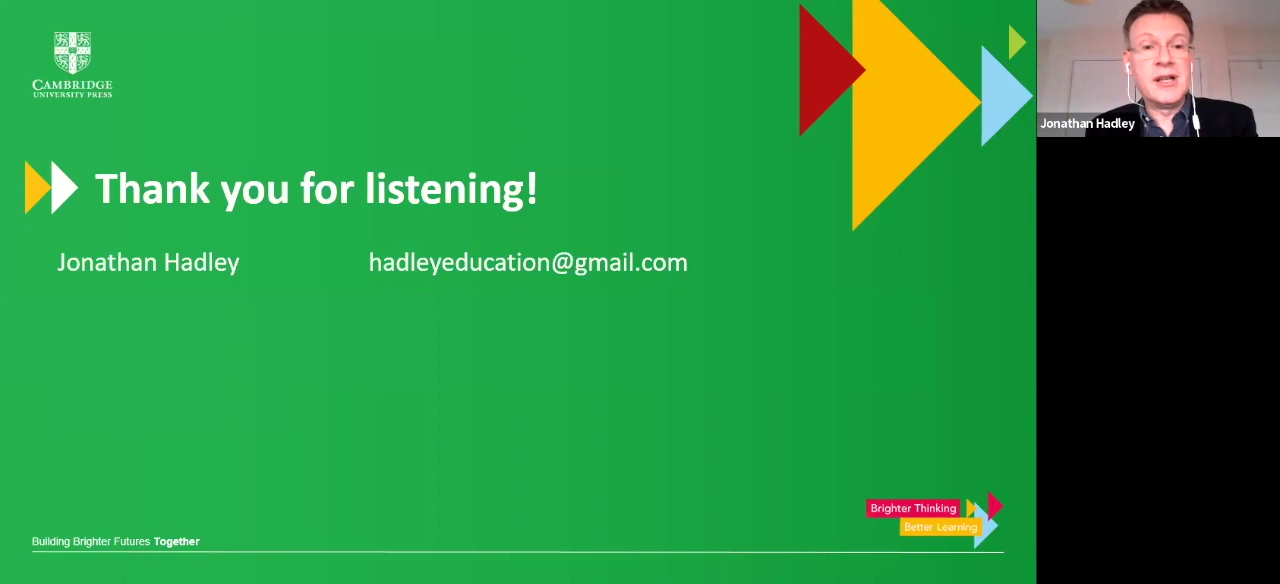 CAMBRIDGE
UNIVERSITY PRESS
Jonathan Hadley
Thank you for listening!
Jonathan Hadley hadleyeducation@gmail.com
Brighter Thinking
Better Learning
Building Brighter Futures Together